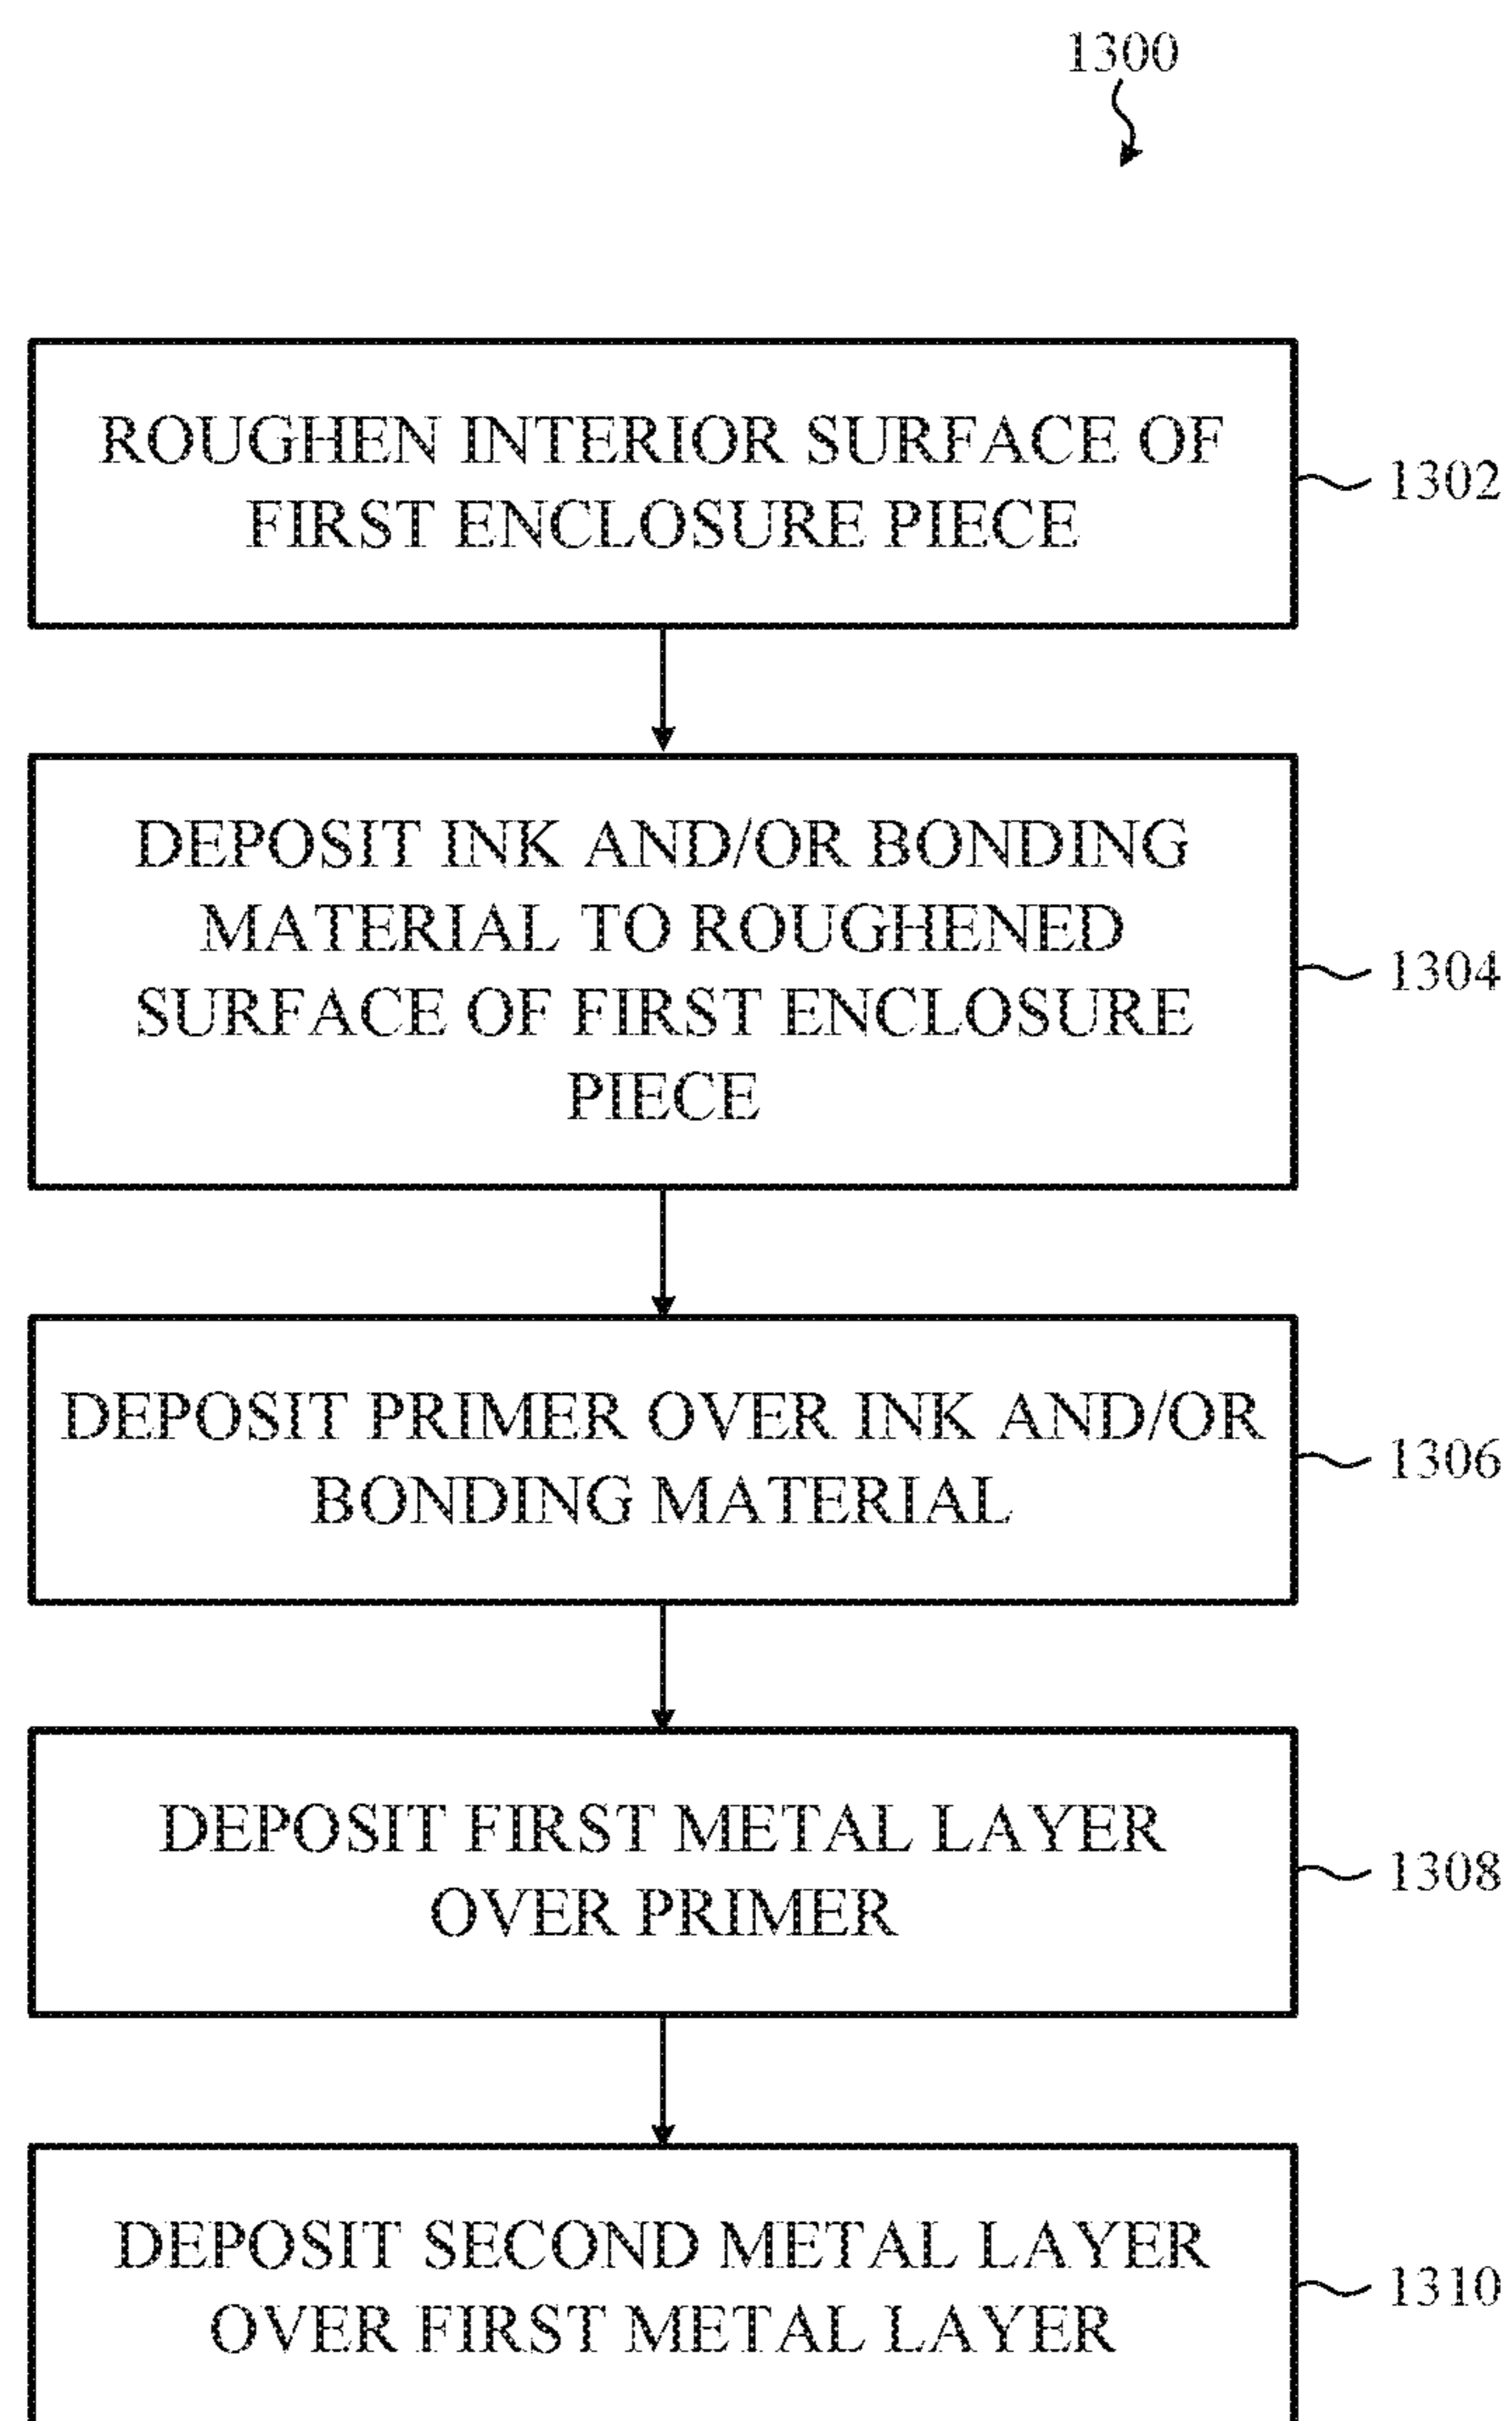 1300
ROUGHEN INTERIOR SURFACE OF
FIRST ENCLOSURE PIECE
1302
DEPOSIT INK AND/OR BONDING
MATERIAL TO ROUGHENED
SURFACE OF FIRST ENCLOSURE
PIECE
1304
DEPOSIT PRIMER OVER INK AND/OR
BONDING MATERIAL
1306
DEPOSIT FIRST METAL LAYER
OVER PRIMER
1308
DEPOSIT SECOND METAL LAYER
OVER FIRST METAL LAYER
1310